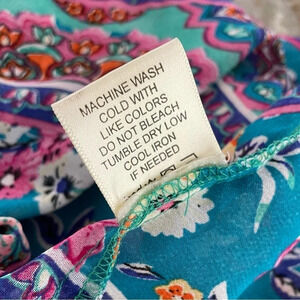 MACHINE WASH
COLD WITH
LIKE COLORS
DO NOT BLEACH
TUMBLE DRY LOW
COOL IRON
IF NEEDED